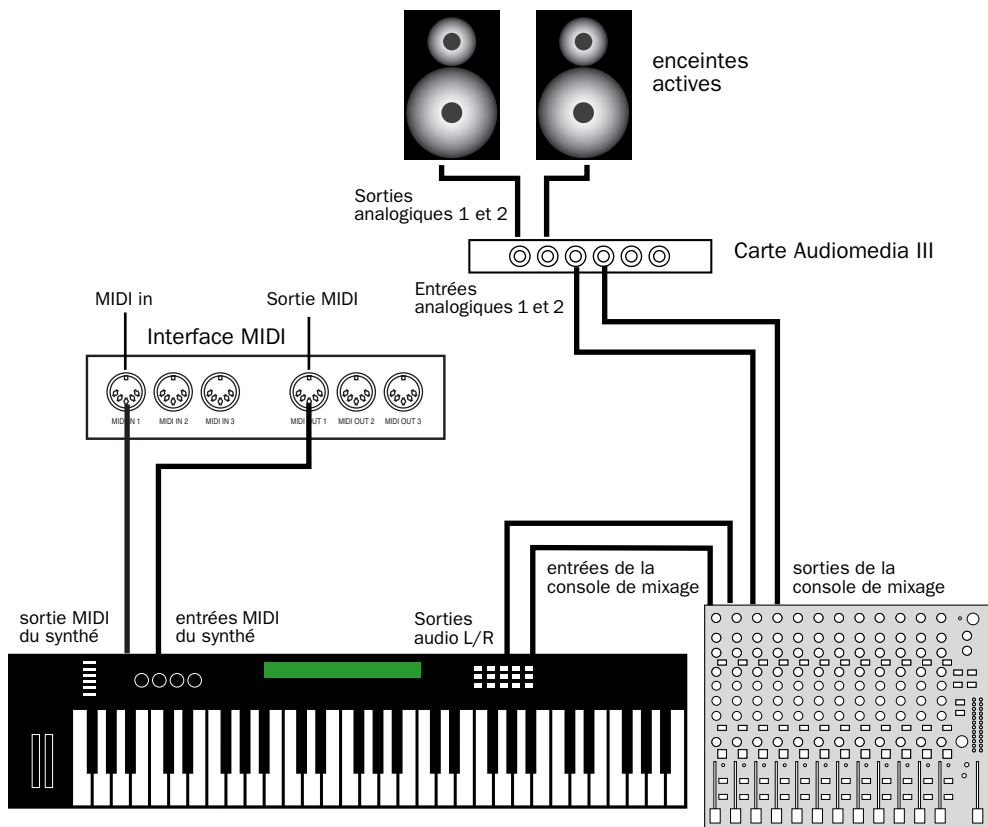 enceintes
actives
Sorties
analogiques 1 et 2
Carte Audiomedia III
Entrées
analogiques 1 et 2
MIDI in
Sortie MIDI
Interface MIDI
MIDI IN 1
MIDI IN 2
MIDI IN 3
MIDI OUT 1
MIDI OUT 2
MIDI OUT 3
entrées de la
console de mixage
sorties de la
console de mixage
sortie MIDI
du synthé
entrées MIDI
du synthé
Sorties
audio L/R